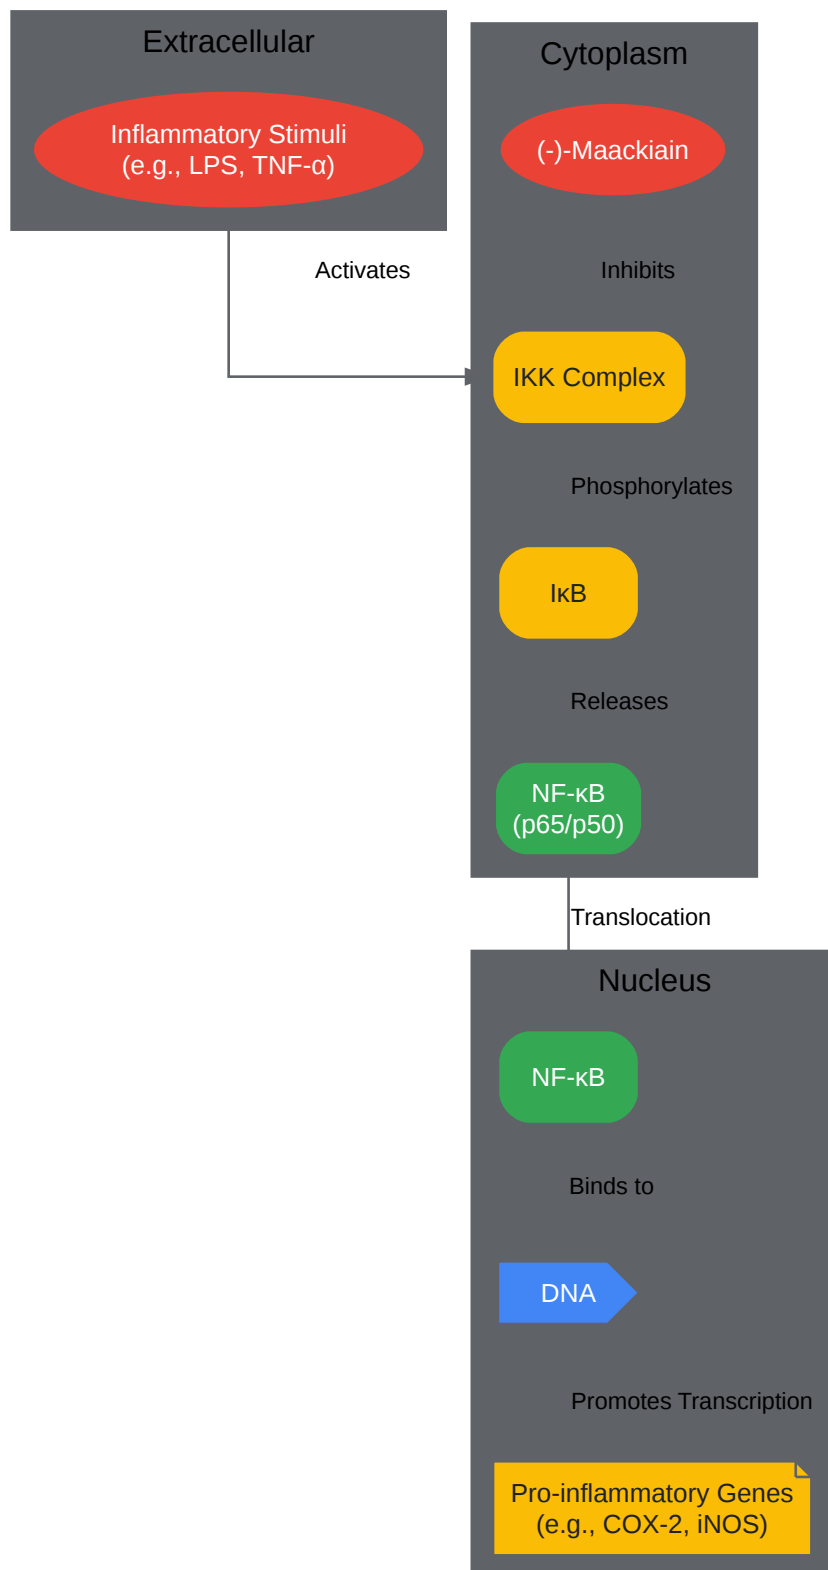 Extracellular
Inflammatory Stimuli
(e.g., LPS, TNF-α)
Activates
Cytoplasm
(-)-Maackiain
Inhibits
IKK Complex
Phosphorylates
IκB
Releases
NF-κB
(p65/p50)
Translocation
Nucleus
NF-κB
Binds to
DNA
Promotes Transcription
Pro-inflammatory Genes
(e.g., COX-2, iNOS)